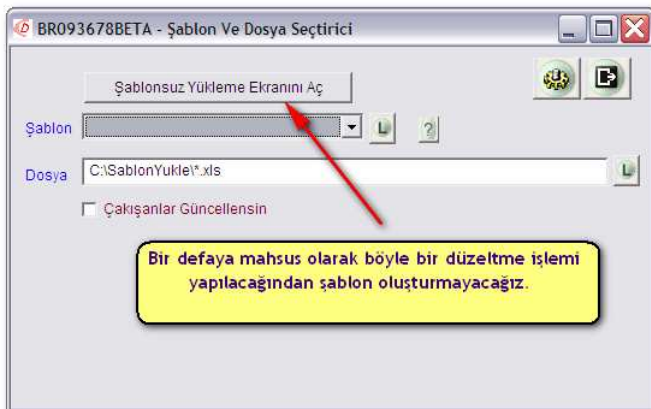 BR093678BETA - Şablon Ve Dosya Seçtirici
Şablonsuz Yükleme Ekranını Aç
Şablon
L
?
Dosya
C:\SablonYukle\*.xls
L
Çakışanlar Güncellensin
Bir defaya mahsus olarak böyle bir düzeltme işlemi
yapılacağından şablon oluşturmayacağız.